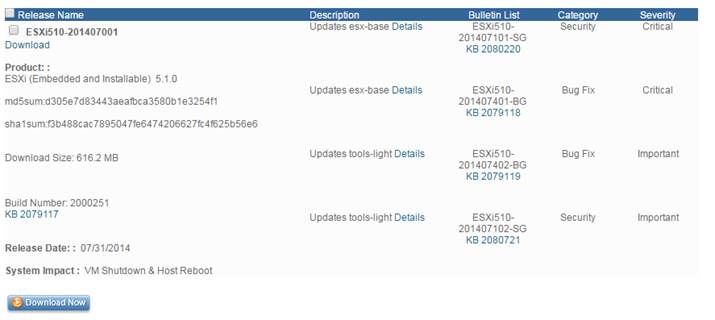 Release Name Description Bulletin List Category Severity
ESXi510-201407001
Download
Product: :
ESXi (Embedded and Installable) 5.1.0
md5sum:d305e7d83443aeafbca3580b1e3254f1
sha1sum:f3b488cac7895047fe6474206627fc4f625b56e6
Download Size: 616.2 MB
Build Number: 2000251
KB 2079117
Release Date: : 07/31/2014
System Impact : VM Shutdown & Host Reboot
Updates esx-base Details ESXi510- Security Critical
201407101-SG
KB 2080220
Updates esx-base Details ESXi510- Bug Fix Critical
201407401-BG
KB 2079118
Updates tools-light Details ESXi510- Bug Fix Important
201407402-BG
KB 2079119
Updates tools-light Details ESXi510- Security Important
201407102-SG
KB 2080721
Download Now